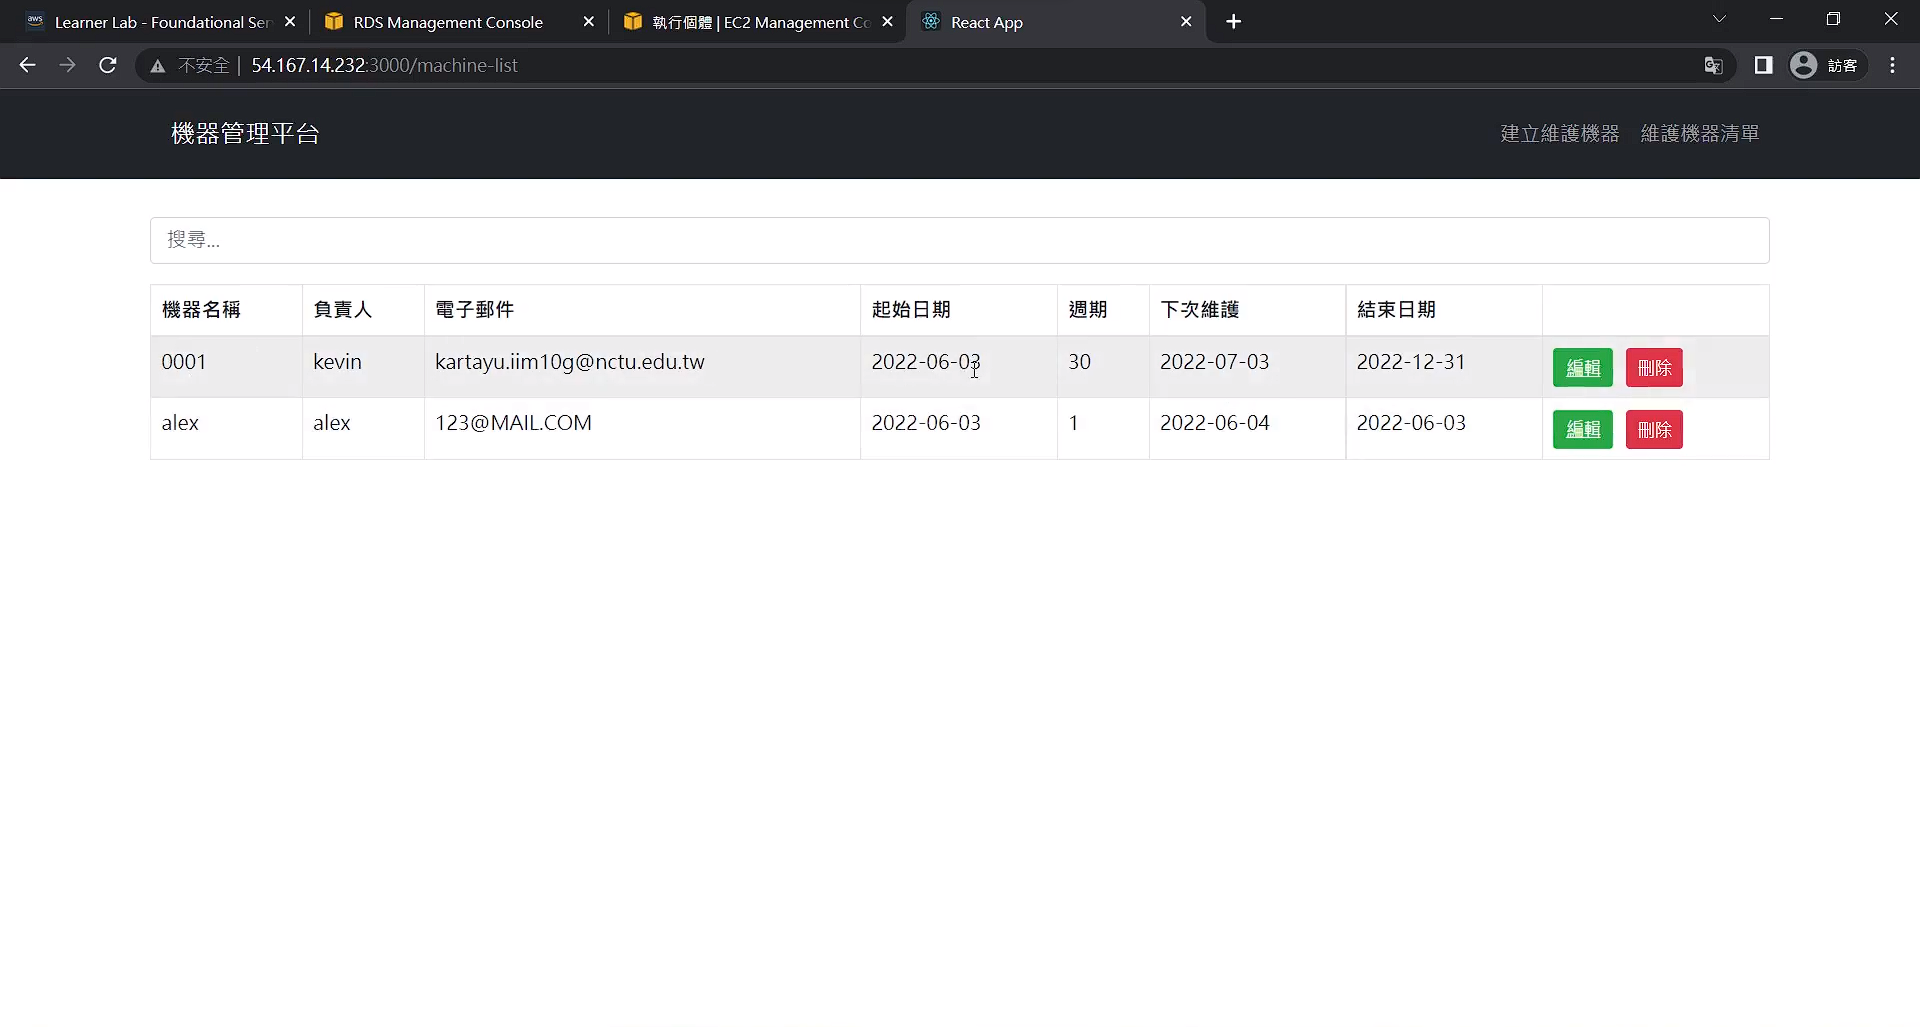 Learner Lab - Foundational Ser
RDS Management Console
執行個體 | EC2 Management Co
React App
不安全 | 54.167.14.232:3000/machine-list
訪客
機器管理平台
建立維護機器 維護機器清單
搜尋...
機器名稱 負責人 電子郵件 起始日期 週期 下次維護 結束日期
0001 kevin kartayu.iim10g@nctu.edu.tw 2022-06-03 30 2022-07-03 2022-12-31 編輯 刪除
alex alex 123@MAIL.COM 2022-06-03 1 2022-06-04 2022-06-03 編輯 刪除